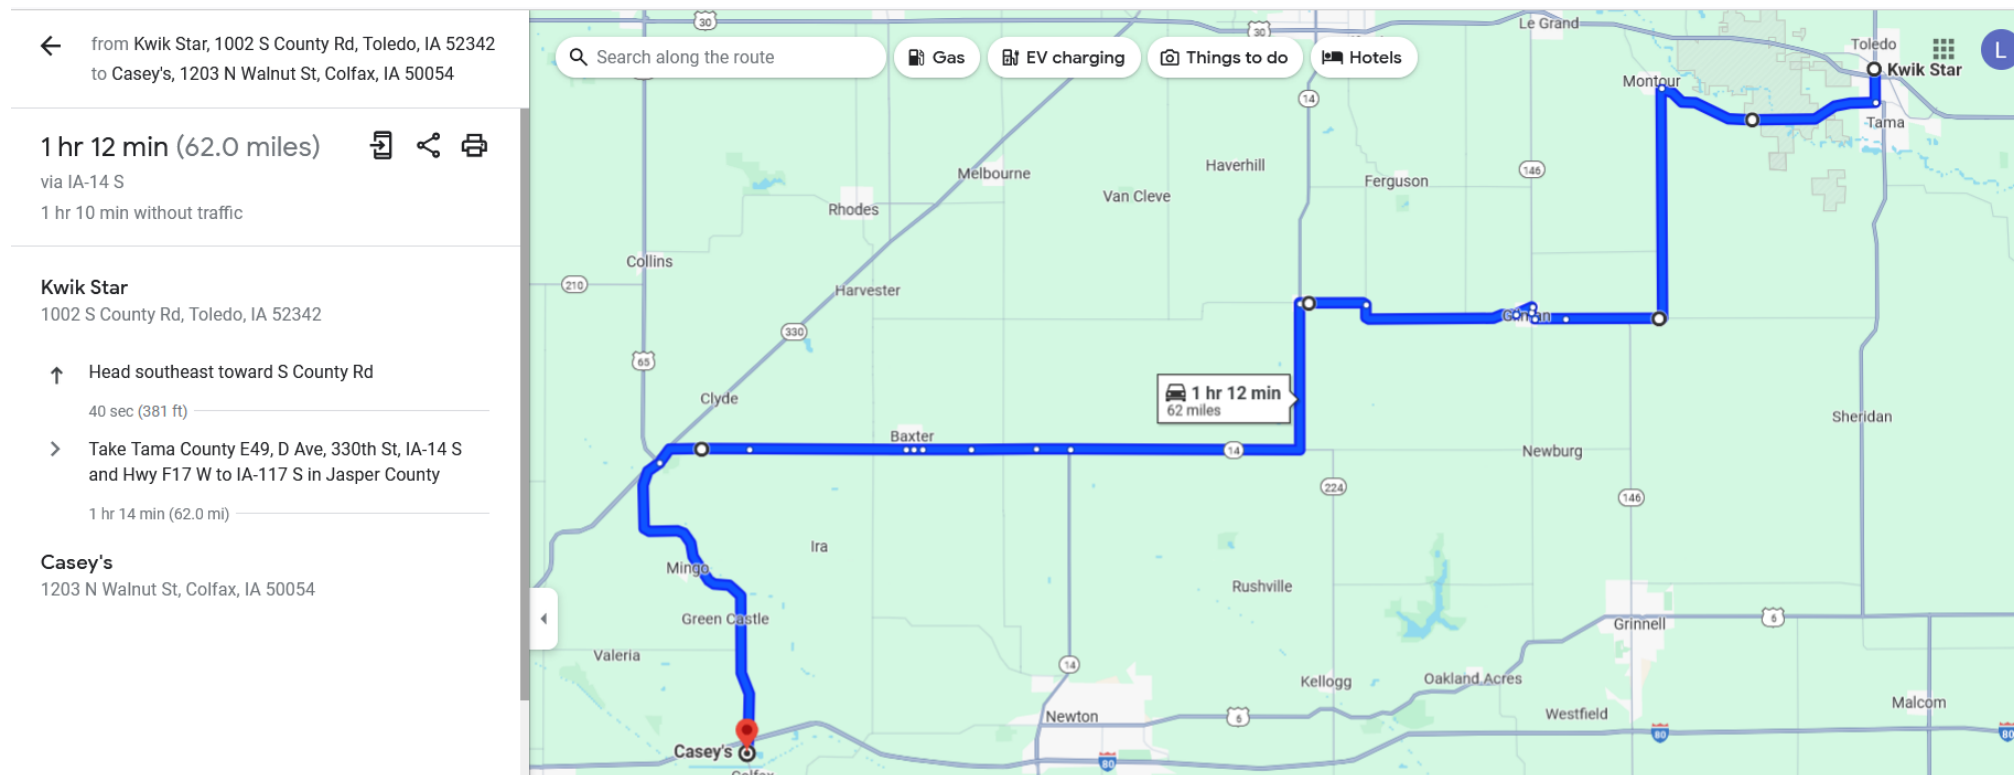 from Kwik Star, 1002 S County Rd, Toledo, IA 52342
to Casey's, 1203 N Walnut St, Colfax, IA 50054
1 hr 12 min (62.0 miles)
via IA-14 S
1 hr 10 min without traffic
Kwik Star
1002 S County Rd, Toledo, IA 52342
Head southeast toward S County Rd
40 sec (381 ft)
Take Tama County E49, D Ave, 330th St, IA-14 S
and Hwy F17 W to IA-117 S in Jasper County
1 hr 14 min (62.0 mi)
Casey's
1203 N Walnut St, Colfax, IA 50054
30
30
Le Grand
Search along the route
Gas
EV charging
Things to do
Hotels
Toledo
L
Kwik Star
Montour
14
Tama
Haverhill
146
Melbourne
Ferguson
Van Cleve
Rhodes
Collins
210
Harvester
330
65
1 hr 12 min
62 miles
Clyde
Sheridan
Baxter
14
Newburg
224
146
Ira
Mingo
Rushville
Green Castle
6
Grinnell
Valeria
14
Kellogg
Oakland Acres
Malcom
Newton
6
Westfield
80
80
Casey's
80